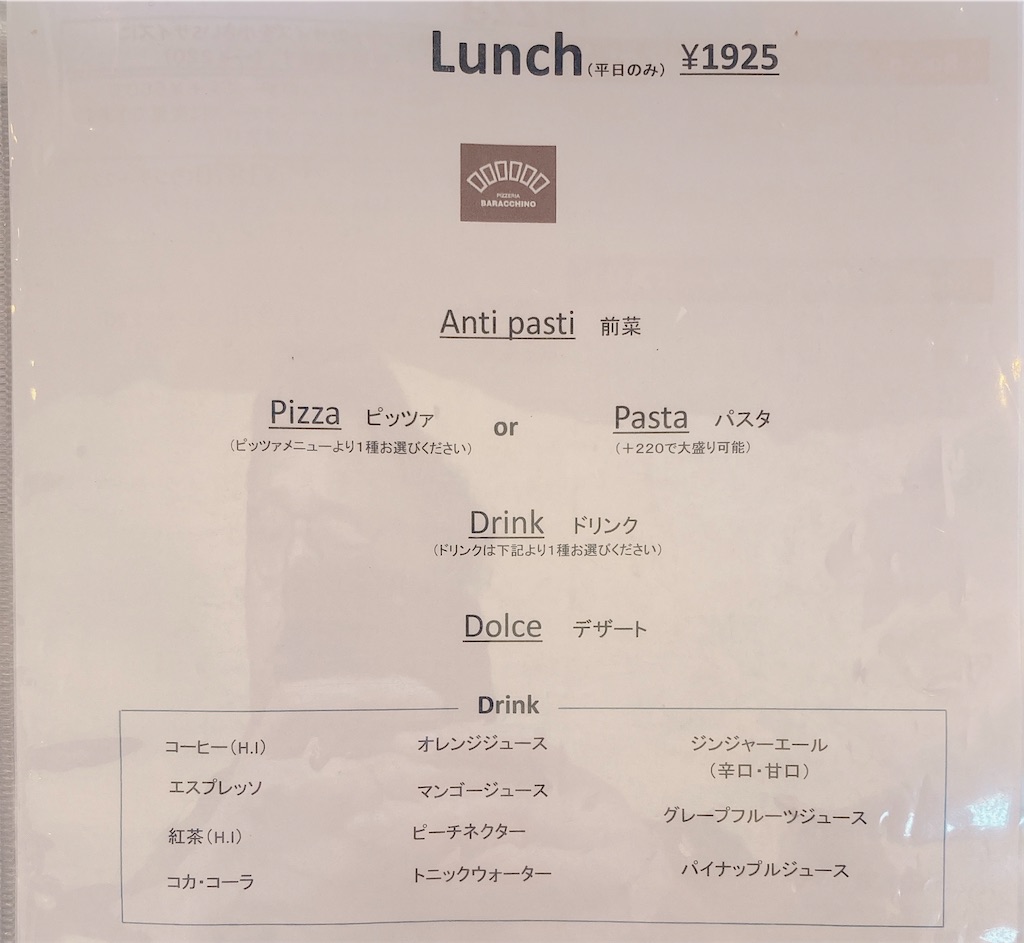 Lunch（平日のみ） ¥1925
PIZZERIA
BARACCHINO
Anti pasti 前菜
Pizza ピッツァ or Pasta パスタ
（ピッツァメニューより１種お選びください） （＋220で大盛り可能）
Drink ドリンク
（ドリンクは下記より１種お選びください）
Dolce デザート
Drink
コーヒー（H.I） オレンジジュース ジンジャーエール
（辛口・甘口）
エスプレッソ マンゴージュース
紅茶（H.I） ピーチネクター グレープフルーツジュース
コカ・コーラ トニックウォーター パイナップルジュース